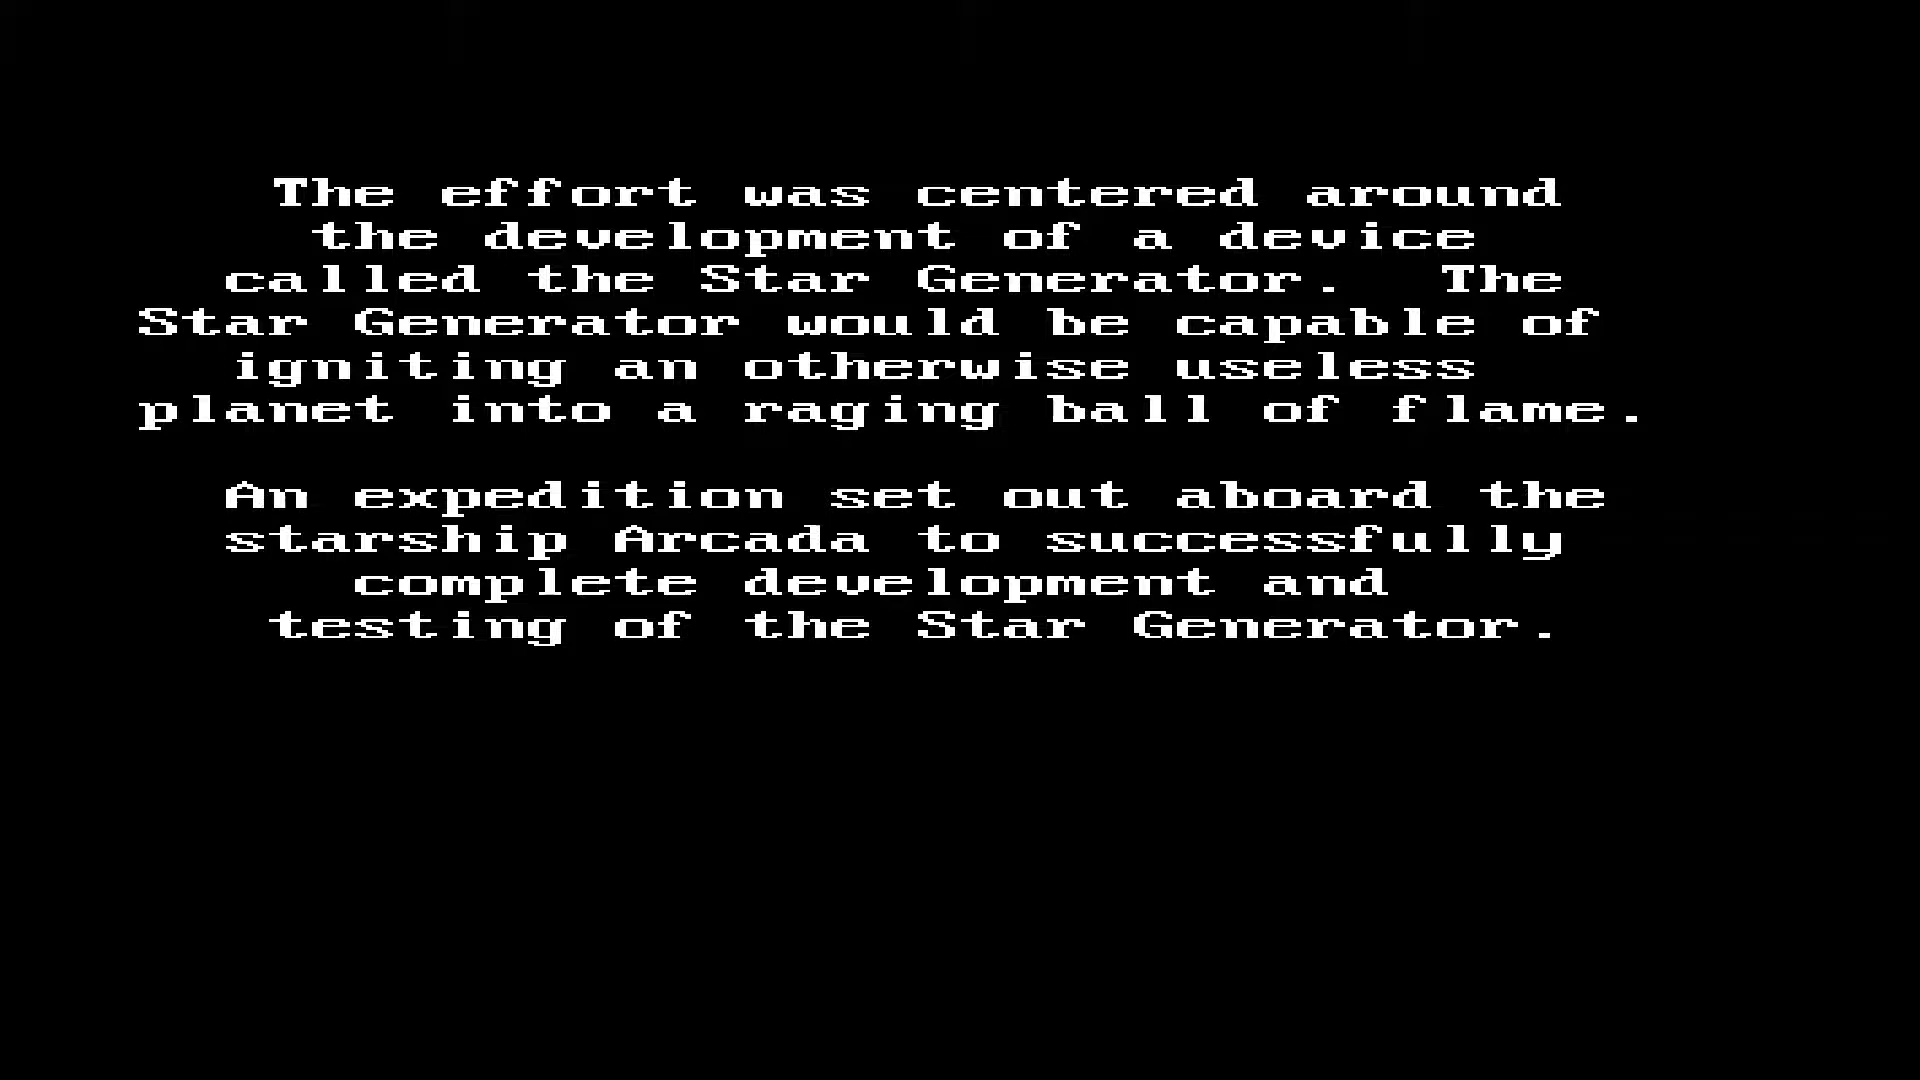 The effort was centered around
the development of a device
called the Star Generator.  The
Star Generator would be capable of
igniting an otherwise useless
planet into a raging ball of flame.
An expedition set out aboard the
starship Arcada to successfully
complete development and
testing of the Star Generator.